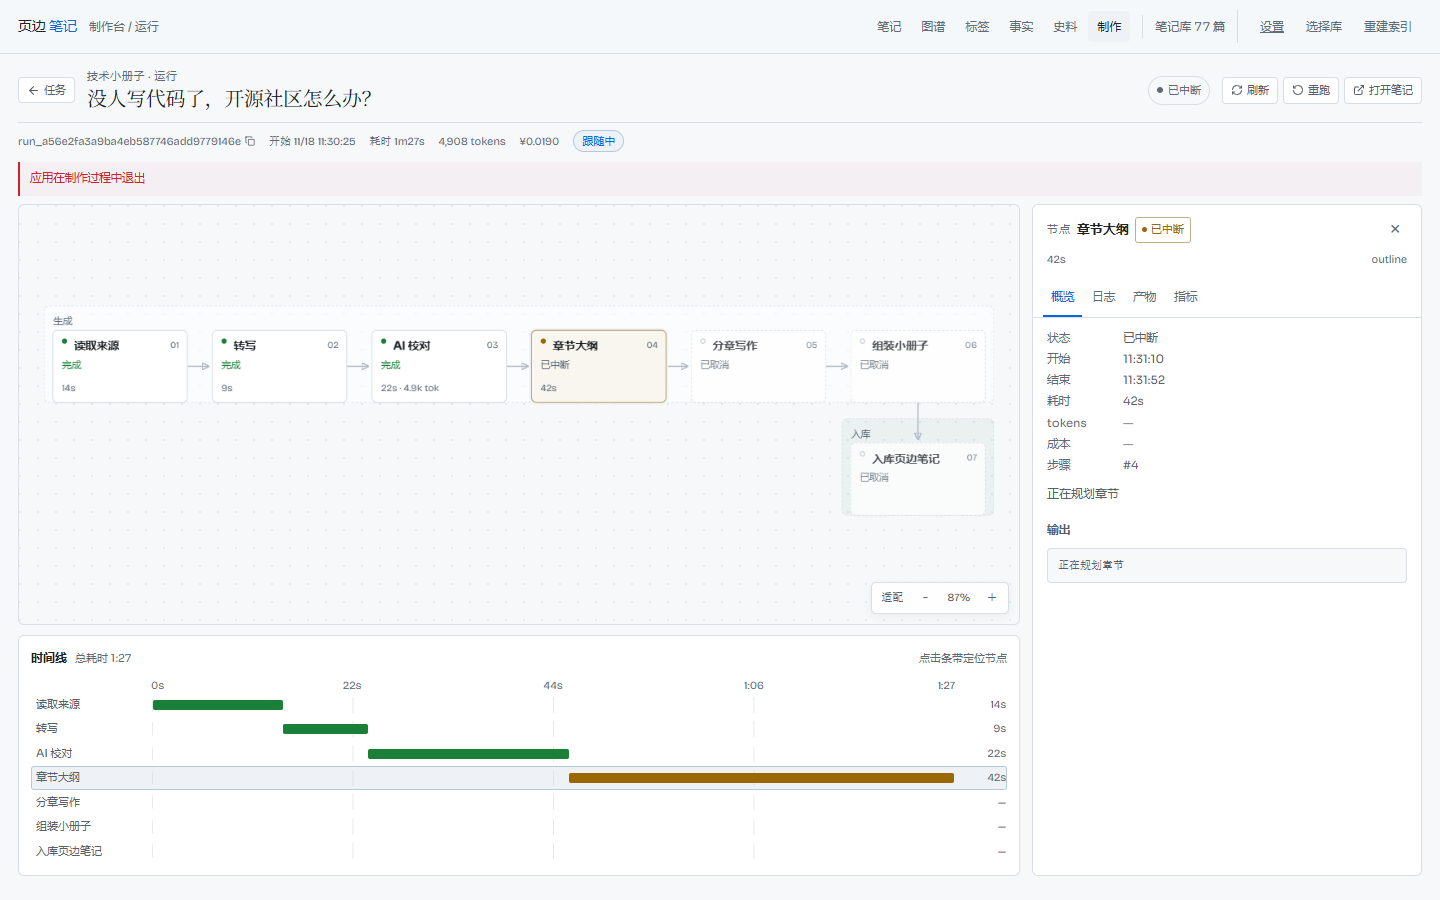 页边 笔记 制作台 / 运行 笔记 图谱 标签 事实 史料 制作 笔记库 77 篇 设置 选择库 重建索引
← 任务
技术小册子 · 运行
没人写代码了，开源社区怎么办？
已中断 刷新 重跑 打开笔记
run_a56e2fa3a9ba4eb587746add9779146e 开始 11/18 11:30:25 耗时 1m27s 4,908 tokens ¥0.0190 跟随中
应用在制作过程中退出
生成
读取来源 01
完成
14s
转写 02
完成
9s
AI 校对 03
完成
22s · 4.9k tok
章节大纲 04
已中断
42s
分章写作 05
已取消
组装小册子 06
已取消
入库
入库页边笔记 07
已取消
适配 - 87% +
节点 章节大纲 已中断 ×
42s outline
概览 日志 产物 指标
状态 已中断
开始 11:31:10
结束 11:31:52
耗时 42s
tokens —
成本 —
步骤 #4
正在规划章节
输出
正在规划章节
时间线 总耗时 1:27 点击条带定位节点
0s 22s 44s 1:06 1:27
读取来源 14s
转写 9s
AI 校对 22s
章节大纲 42s
分章写作 —
组装小册子 —
入库页边笔记 —